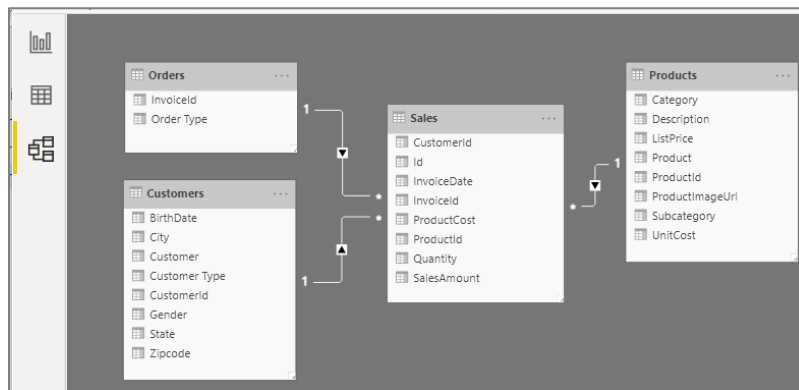 Orders ...
InvoiceId
Order Type
Customers ...
BirthDate
City
Customer
Customer Type
CustomerId
Gender
State
Zipcode
1
1
*
*
Sales ...
CustomerId
Id
InvoiceDate
InvoiceId
ProductCost
ProductId
Quantity
SalesAmount
*
1
Products ...
Category
Description
ListPrice
Product
ProductId
ProductImageUrl
Subcategory
UnitCost